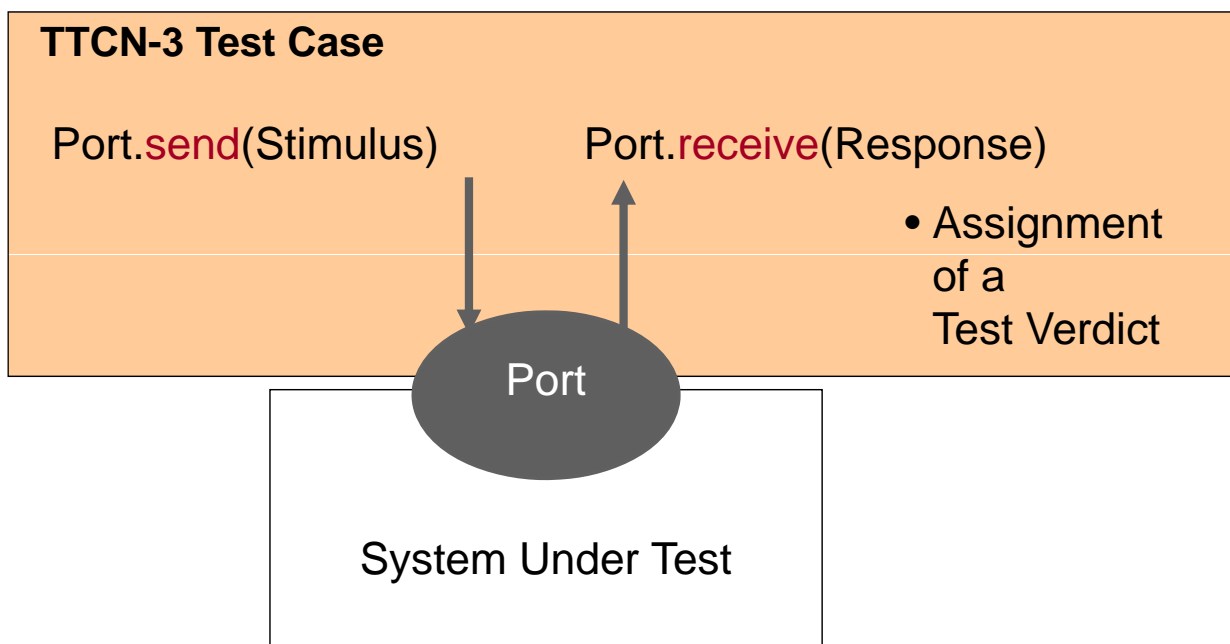 TTCN-3 Test Case
Port.send(Stimulus)
Port.receive(Response)
• Assignment
of a
Test Verdict
Port
System Under Test